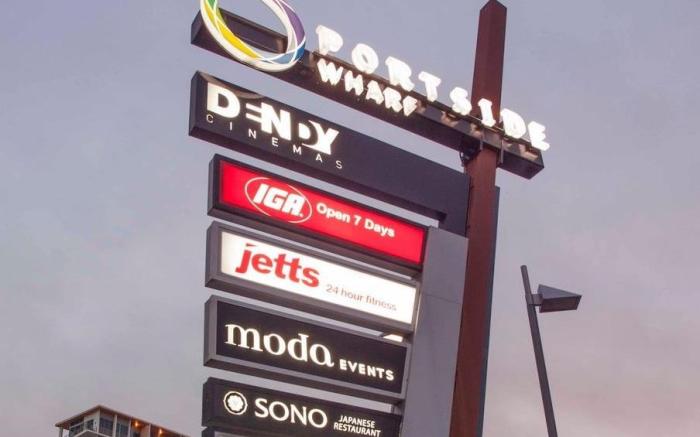 PORTSIDE
WHARF
DENDY
CINEMAS
IGA Open 7 Days
jetts
24 hour fitness
moda EVENTS
SONO JAPANESE
RESTAURANT